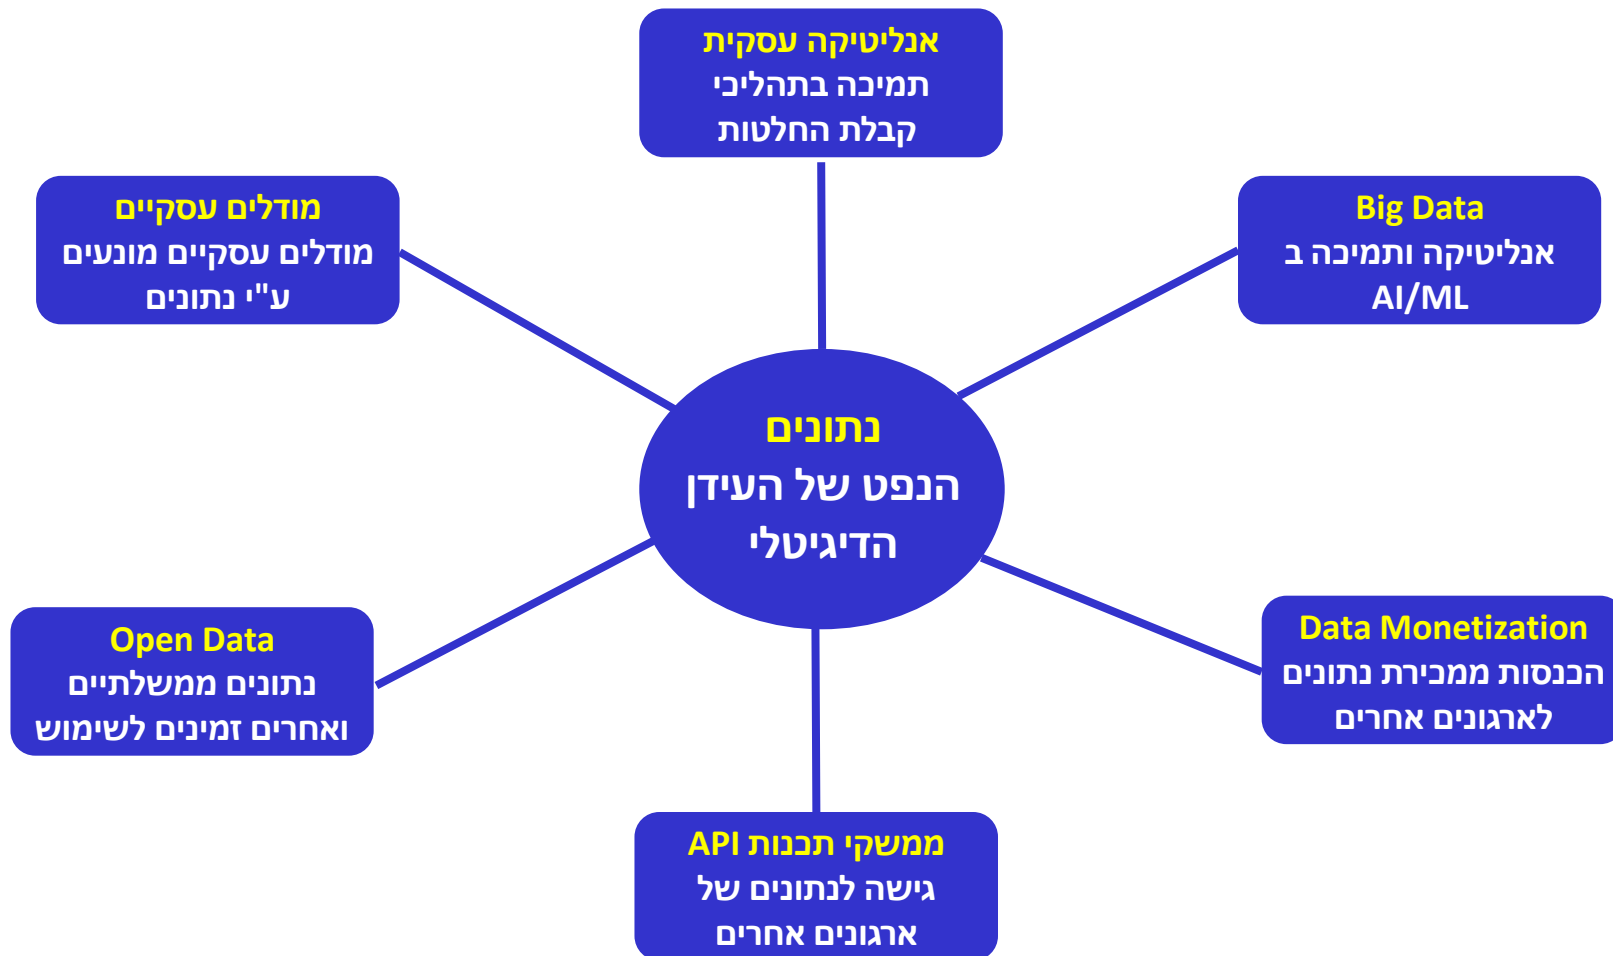 אנליטיקה עסקית
תמיכה בתהליכי
קבלת החלטות
Big Data
אנליטיקה ותמיכה ב
AI/ML
מודלים עסקיים
מודלים עסקיים מונעים
ע"י נתונים
נתונים
הנפט של העידן
הדיגיטלי
Data Monetization
הכנסות ממכירת נתונים
לארגונים אחרים
Open Data
נתונים ממשלתיים
ואחרים זמינים לשימוש
ממשקי תכנות API
גישה לנתונים של
ארגונים אחרים